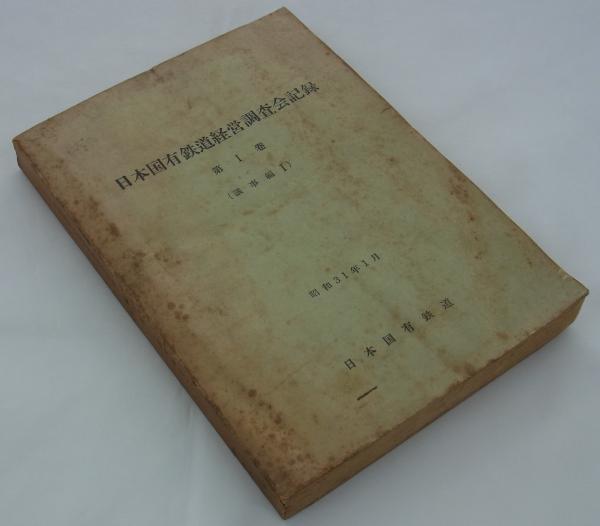 日本国有鉄道経営調査会記録
第1巻
(議事編Ⅰ)
昭和31年1月
日本国有鉄道